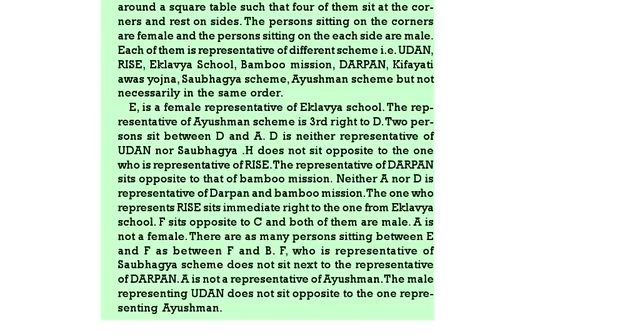 around a square table such that four of them sit at the cor-
ners and rest on sides. The persons sitting on the corners
are female and the persons sitting on the each side are male.
Each of them is representative of different scheme i.e. UDAN,
RISE, Eklavya School, Bamboo mission, DARPAN, Kifayati
awas yojna, Saubhagya scheme, Ayushman scheme but not
necessarily in the same order.
E, is a female representative of Eklavya school. The rep-
resentative of Ayushman scheme is 3rd right to D. Two per-
sons sit between D and A. D is neither representative of
UDAN nor Saubhagya .H does not sit opposite to the one
who is representative of RISE. The representative of DARPAN
sits opposite to that of bamboo mission. Neither A nor D is
representative of Darpan and bamboo mission. The one who
represents RISE sits immediate right to the one from Eklavya
school. F sits opposite to C and both of them are male. A is
not a female. There are as many persons sitting between E
and F as between F and B. F, who is representative of
Saubhagya scheme does not sit next to the representative
of DARPAN. A is not a representative of Ayushman. The male
representing UDAN does not sit opposite to the one repre-
senting Ayushman.